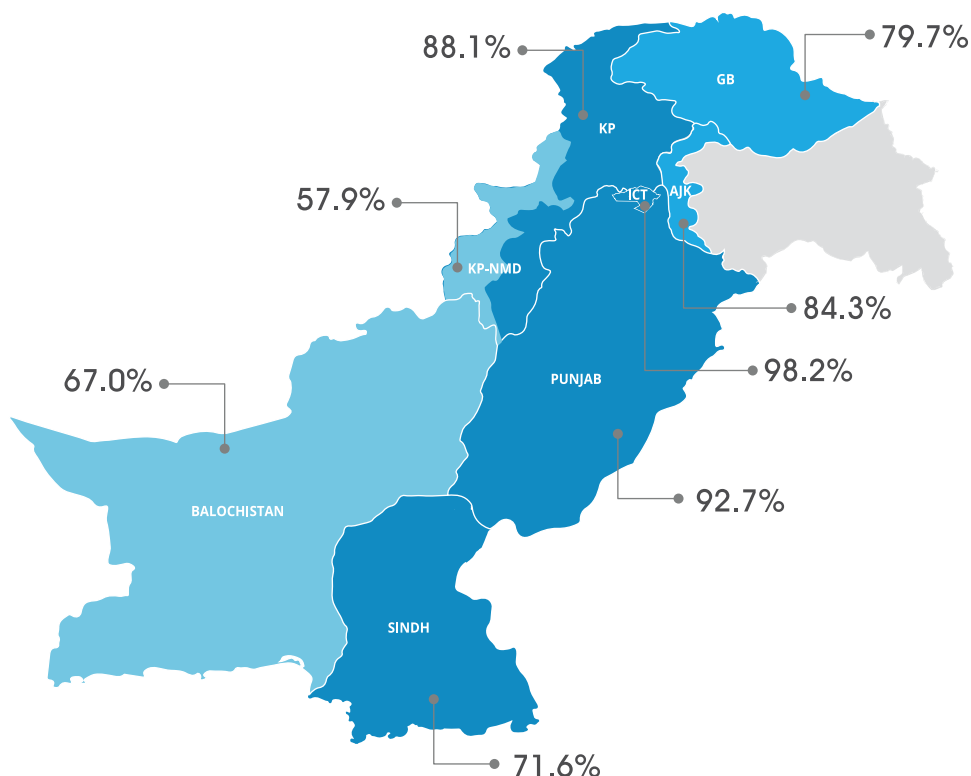 88.1%
79.7%
GB
KP
57.9%
ICT
AJK
KP-NMD
84.3%
98.2%
67.0%
PUNJAB
92.7%
BALOCHISTAN
SINDH
71.6%